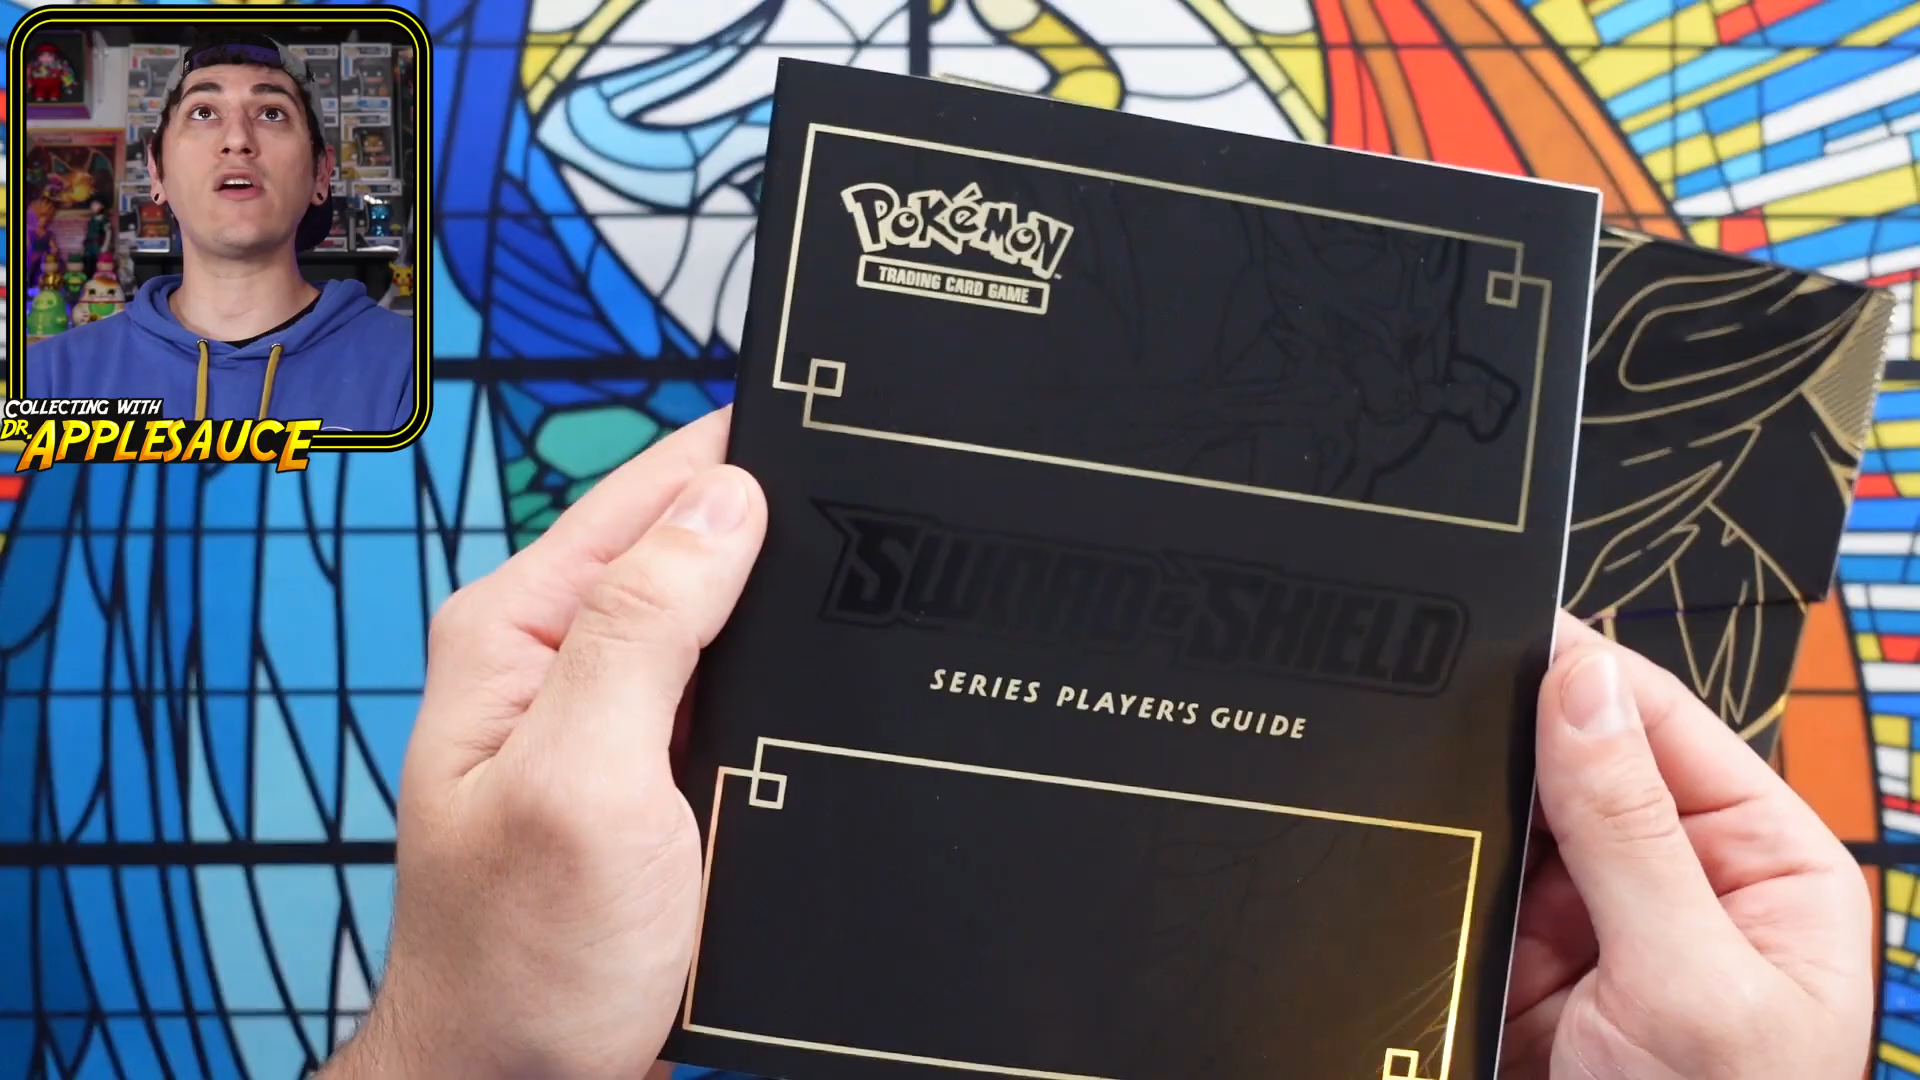 COLLECTING WITH
DR. APPLESAUCE
POKéMON
TRADING CARD GAME
SWORD & SHIELD
SERIES PLAYER'S GUIDE